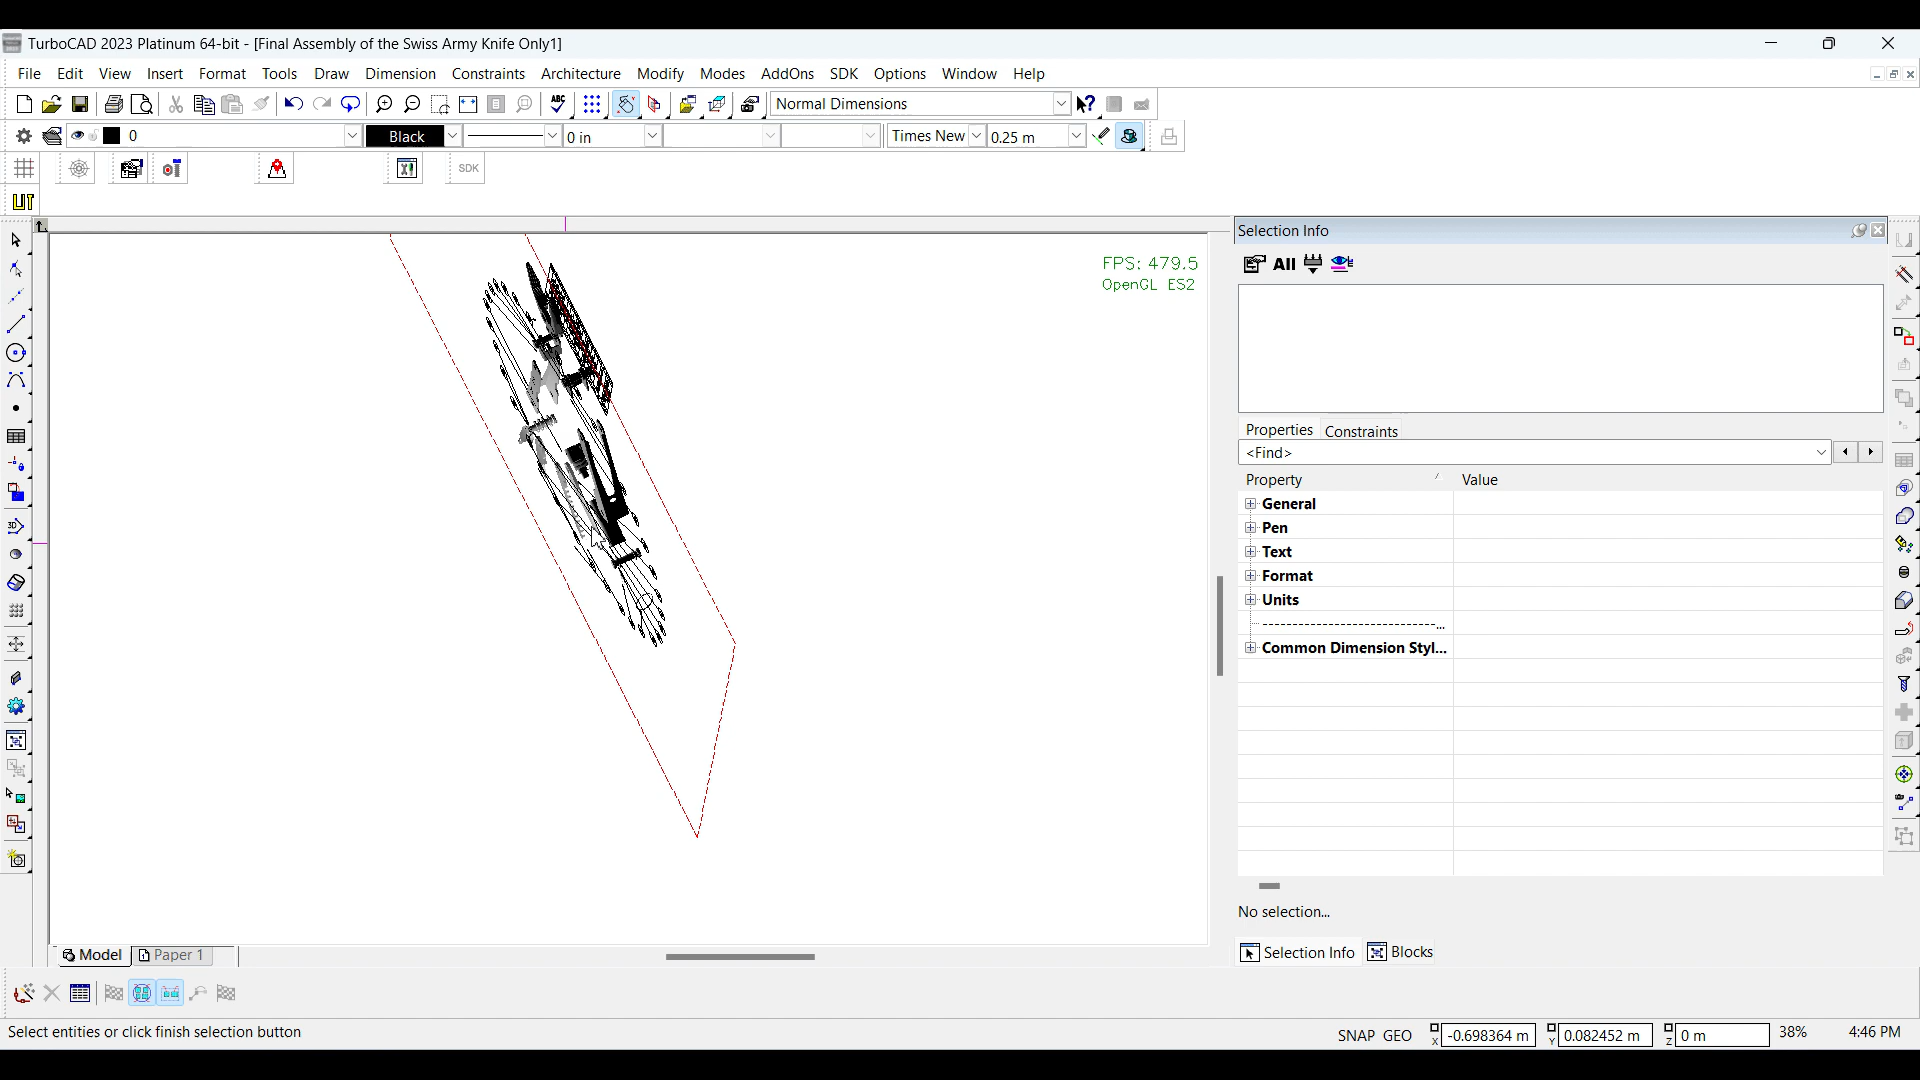 TurboCAD 2023 Platinum 64-bit - [Final Assembly of the Swiss Army Knife Only1]
File Edit View Insert Format Tools Draw Dimension Constraints Architecture Modify Modes AddOns SDK Options Window Help
ABC Normal Dimensions
0 Black 0 in Times New 0.25 m
SDK
FPS: 479.5
OpenGL ES2
Selection Info
All
Properties Constraints
<Find>
Property Value
General
Pen
Text
Format
Units
Common Dimension Styl...
No selection...
Selection Info Blocks
3D
Model Paper 1
Select entities or click finish selection button
SNAP GEO X -0.698364 m Y 0.082452 m Z 0 m 38% 4:46 PM